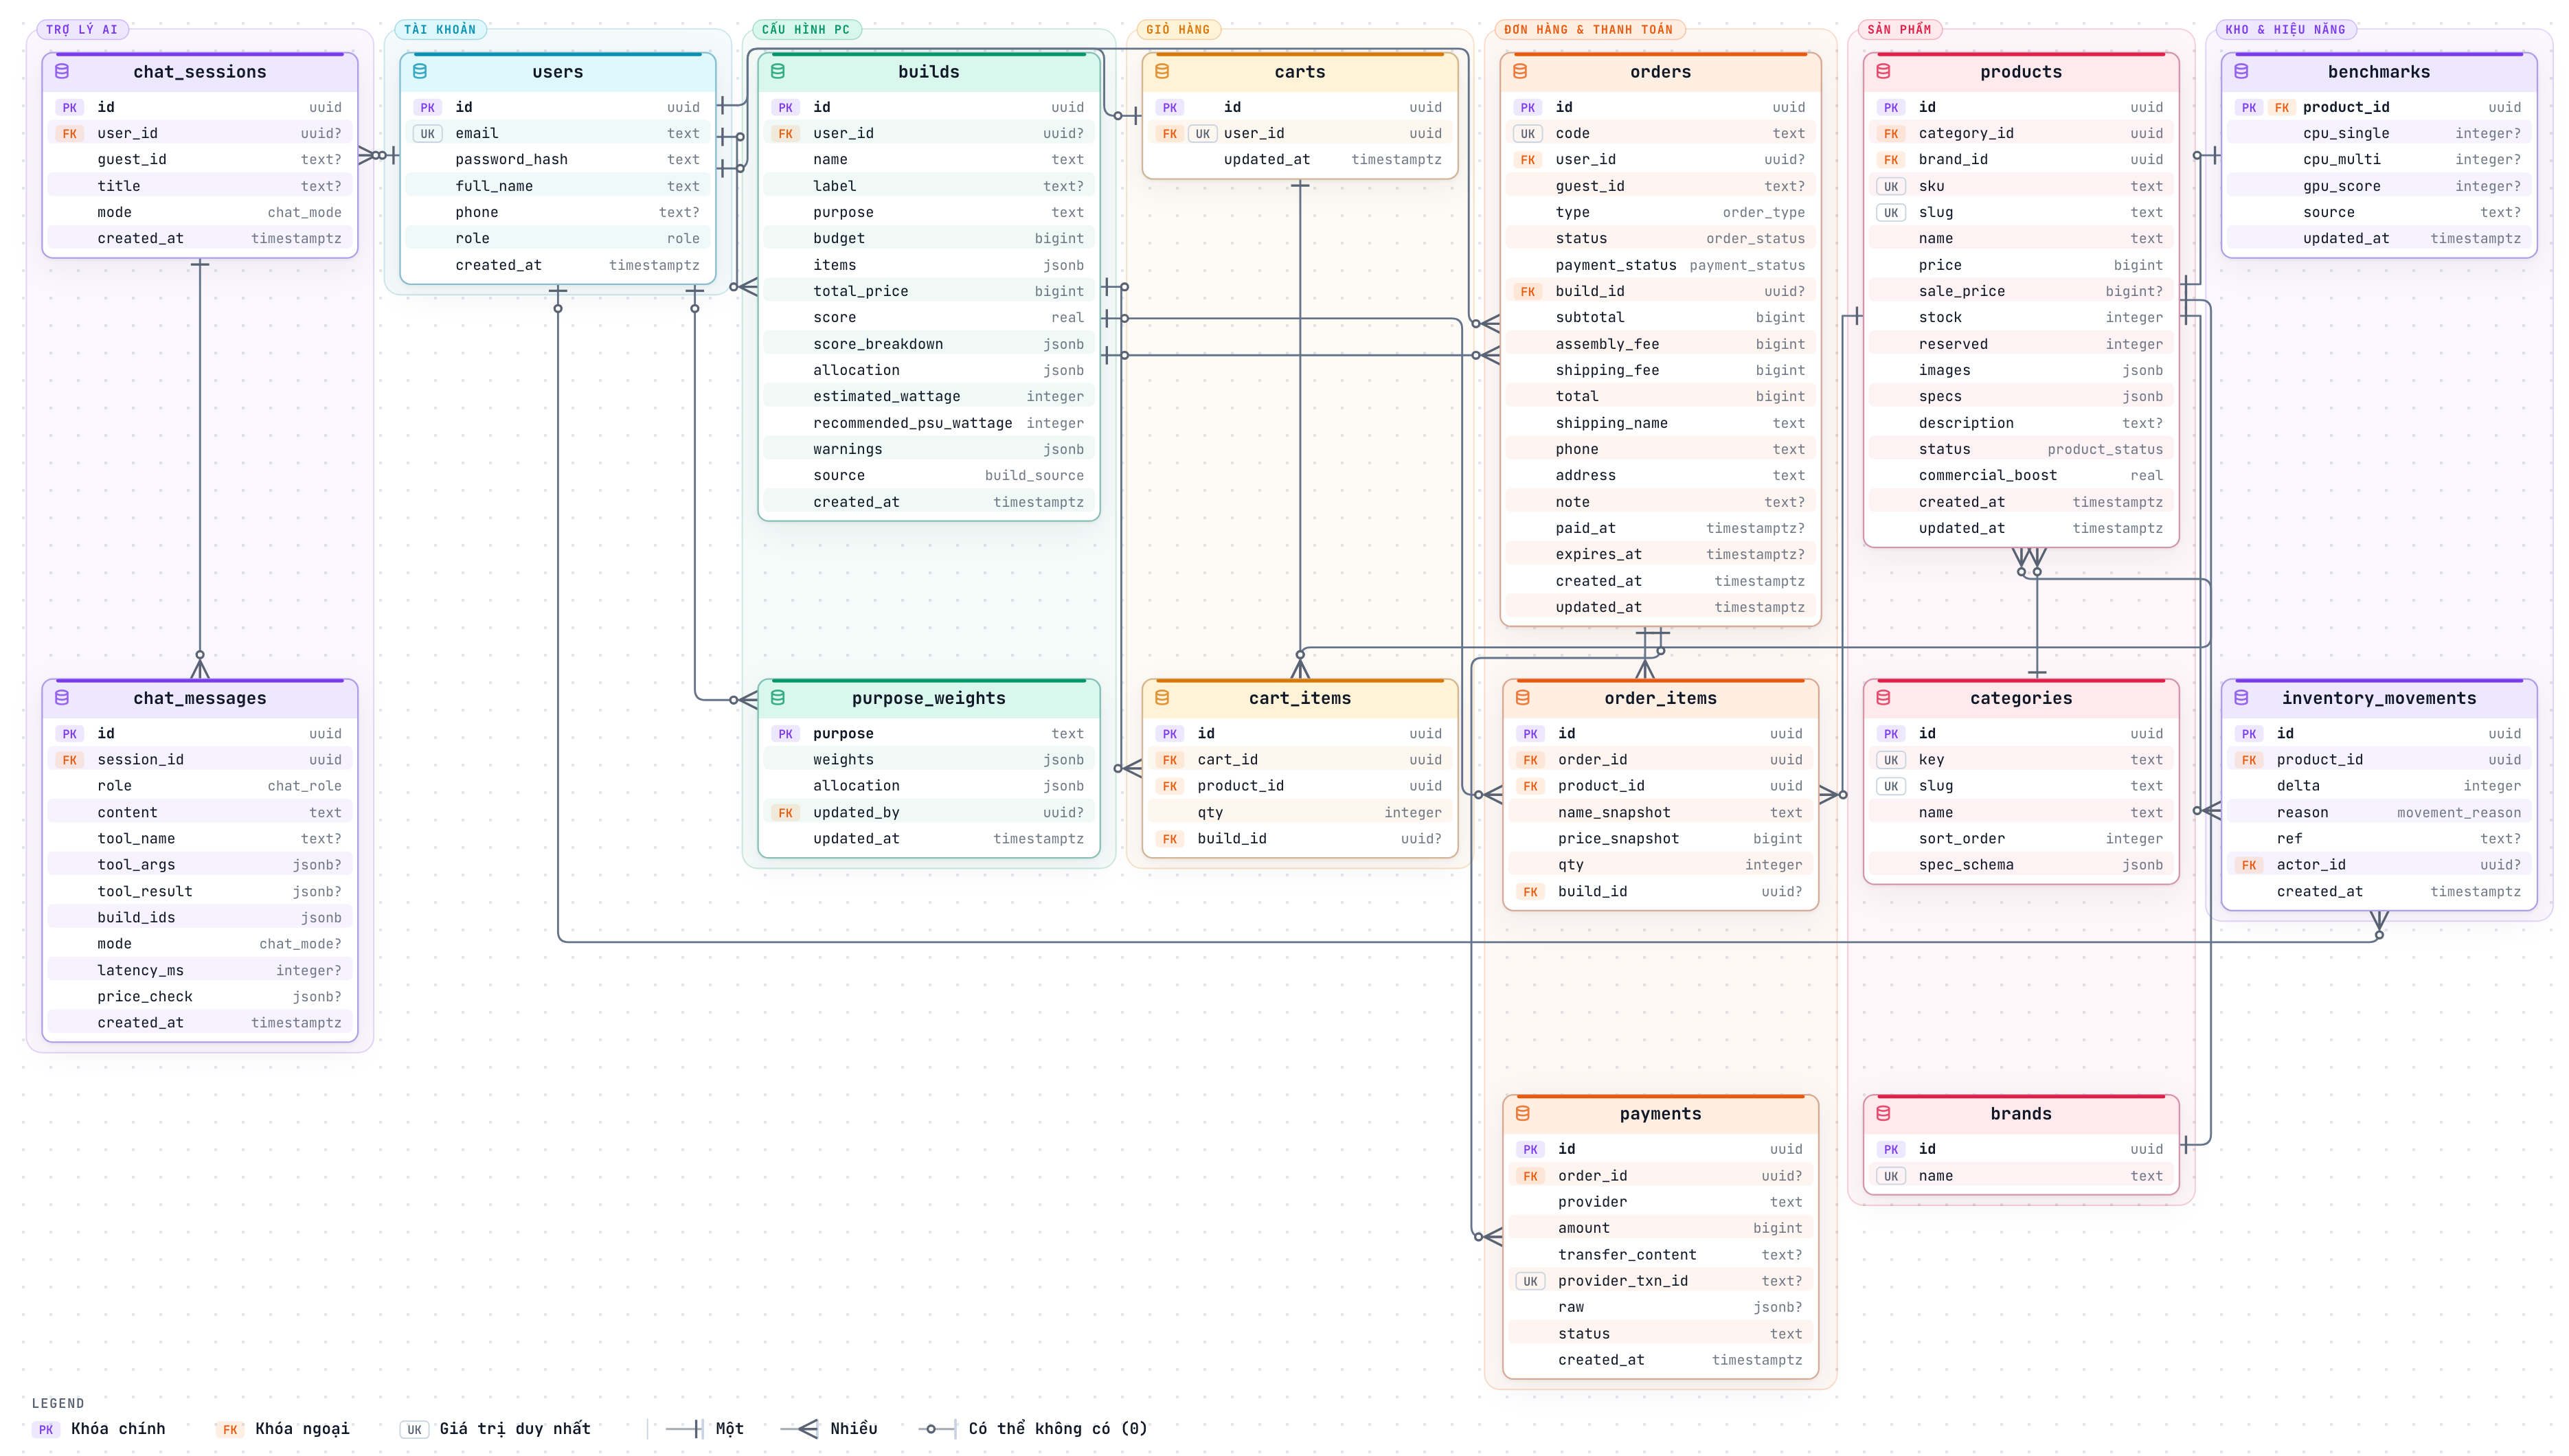 TRỢ LÝ AI
chat_sessions
PK id uuid
FK user_id uuid?
guest_id text?
title text?
mode chat_mode
created_at timestamptz
chat_messages
PK id uuid
FK session_id uuid
role chat_role
content text
tool_name text?
tool_args jsonb?
tool_result jsonb?
build_ids jsonb
mode chat_mode?
latency_ms integer?
price_check jsonb?
created_at timestamptz
TÀI KHOẢN
users
PK id uuid
UK email text
password_hash text
full_name text
phone text?
role role
created_at timestamptz
CẤU HÌNH PC
builds
PK id uuid
FK user_id uuid?
name text
label text?
purpose text
budget bigint
items jsonb
total_price bigint
score real
score_breakdown jsonb
allocation jsonb
estimated_wattage integer
recommended_psu_wattage integer
warnings jsonb
source build_source
created_at timestamptz
purpose_weights
PK purpose text
weights jsonb
allocation jsonb
FK updated_by uuid?
updated_at timestamptz
GIỎ HÀNG
carts
PK id uuid
FK UK user_id uuid
updated_at timestamptz
cart_items
PK id uuid
FK cart_id uuid
FK product_id uuid
qty integer
FK build_id uuid?
ĐƠN HÀNG & THANH TOÁN
orders
PK id uuid
UK code text
FK user_id uuid?
guest_id text?
type order_type
status order_status
payment_status payment_status
FK build_id uuid?
subtotal bigint
assembly_fee bigint
shipping_fee bigint
total bigint
shipping_name text
phone text
address text
note text?
paid_at timestamptz?
expires_at timestamptz?
created_at timestamptz
updated_at timestamptz
order_items
PK id uuid
FK order_id uuid
FK product_id uuid
name_snapshot text
price_snapshot bigint
qty integer
FK build_id uuid?
payments
PK id uuid
FK order_id uuid?
provider text
amount bigint
transfer_content text?
UK provider_txn_id text?
raw jsonb?
status text
created_at timestamptz
SẢN PHẨM
products
PK id uuid
FK category_id uuid
FK brand_id uuid
UK sku text
UK slug text
name text
price bigint
sale_price bigint?
stock integer
reserved integer
images jsonb
specs jsonb
description text?
status product_status
commercial_boost real
created_at timestamptz
updated_at timestamptz
categories
PK id uuid
UK key text
UK slug text
name text
sort_order integer
spec_schema jsonb
brands
PK id uuid
UK name text
KHO & HIỆU NĂNG
benchmarks
PK FK product_id uuid
cpu_single integer?
cpu_multi integer?
gpu_score integer?
source text?
updated_at timestamptz
inventory_movements
PK id uuid
FK product_id uuid
delta integer
reason movement_reason
ref text?
FK actor_id uuid?
created_at timestamptz
LEGEND
PK Khóa chính FK Khóa ngoại UK Giá trị duy nhất Một Nhiều Có thể không có (0)